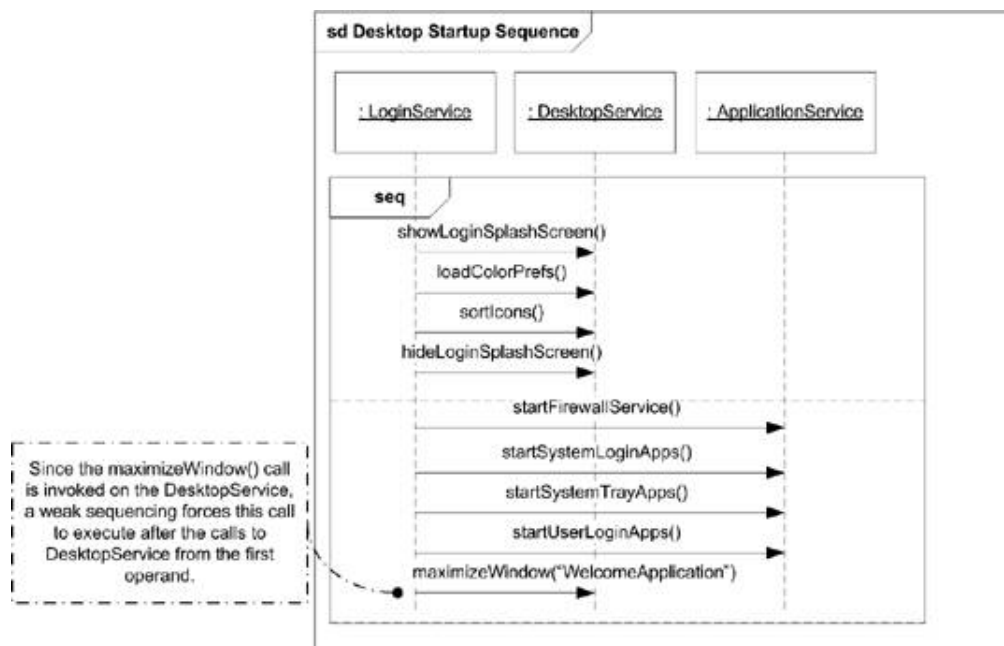 sd Desktop Startup Sequence
: LoginService
: DesktopService
: ApplicationService
seq
showLoginSplashScreen()
loadColorPrefs()
sortIcons()
hideLoginSplashScreen()
startFirewallService()
startSystemLoginApps()
startSystemTrayApps()
startUserLoginApps()
maximizeWindow("WelcomeApplication")
Since the maximizeWindow() call
is invoked on the DesktopService,
a weak sequencing forces this call
to execute after the calls to
DesktopService from the first
operand.